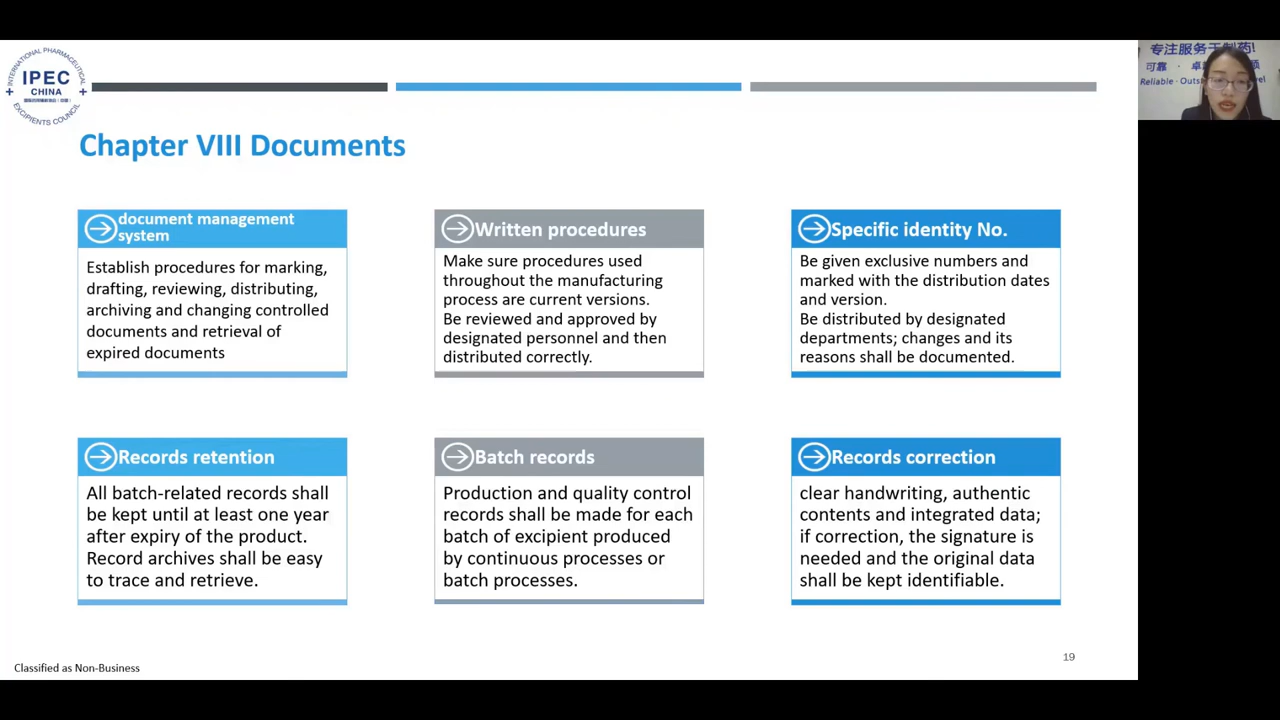 INTERNATIONAL PHARMACEUTICAL
IPEC
CHINA
EXCIPIENTS COUNCIL
专注服务于制药!
可靠 · 卓
Reliable
Chapter VIII Documents
document management
system
Establish procedures for marking,
drafting, reviewing, distributing,
archiving and changing controlled
documents and retrieval of
expired documents
Written procedures
Make sure procedures used
throughout the manufacturing
process are current versions.
Be reviewed and approved by
designated personnel and then
distributed correctly.
Specific identity No.
Be given exclusive numbers and
marked with the distribution dates
and version.
Be distributed by designated
departments; changes and its
reasons shall be documented.
Records retention
All batch-related records shall
be kept until at least one year
after expiry of the product.
Record archives shall be easy
to trace and retrieve.
Batch records
Production and quality control
records shall be made for each
batch of excipient produced
by continuous processes or
batch processes.
Records correction
clear handwriting, authentic
contents and integrated data;
if correction, the signature is
needed and the original data
shall be kept identifiable.
19
Classified as Non-Business